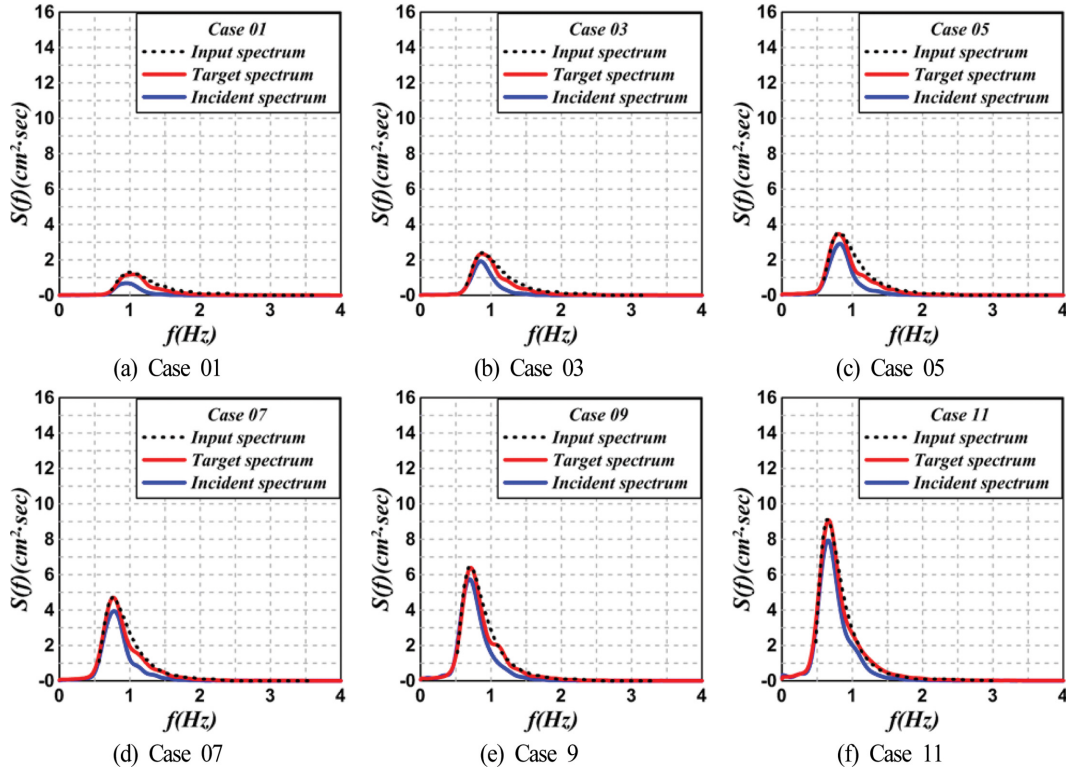 16
14
12
10
8
6
4
2
-0
S(f)(cm²·sec)
Case 01
Input spectrum
Target spectrum
Incident spectrum
0 1 2 3 4
f(Hz)
(a) Case 01
16
14
12
10
8
6
4
2
-0
S(f)(cm²·sec)
Case 03
Input spectrum
Target spectrum
Incident spectrum
0 1 2 3 4
f(Hz)
(b) Case 03
16
14
12
10
8
6
4
2
-0
S(f)(cm²·sec)
Case 05
Input spectrum
Target spectrum
Incident spectrum
0 1 2 3 4
f(Hz)
(c) Case 05
16
14
12
10
8
6
4
2
-0
S(f)(cm²·sec)
Case 07
Input spectrum
Target spectrum
Incident spectrum
0 1 2 3 4
f(Hz)
(d) Case 07
16
14
12
10
8
6
4
2
-0
S(f)(cm²·sec)
Case 09
Input spectrum
Target spectrum
Incident spectrum
0 1 2 3 4
f(Hz)
(e) Case 9
16
14
12
10
8
6
4
2
-0
S(f)(cm²·sec)
Case 11
Input spectrum
Target spectrum
Incident spectrum
0 1 2 3 4
f(Hz)
(f) Case 11